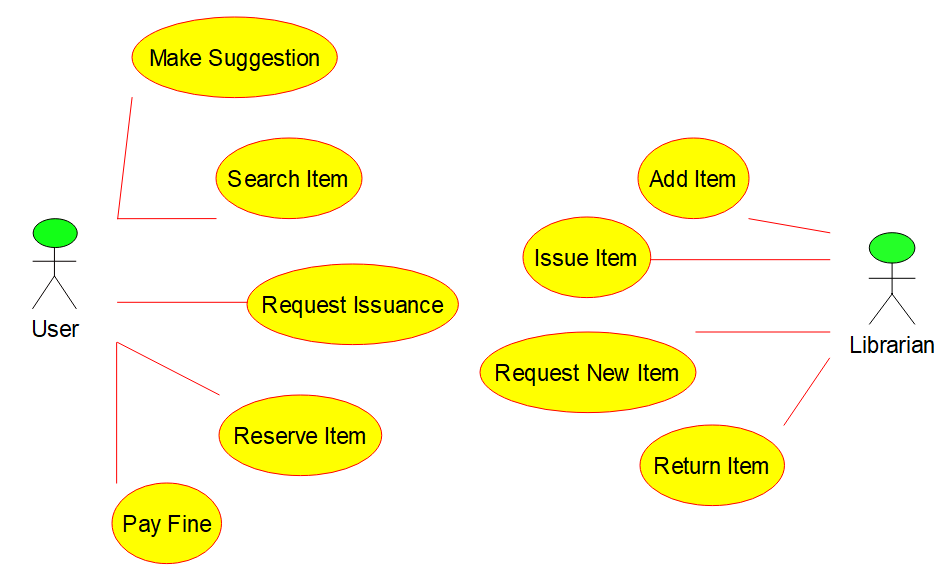 Make Suggestion
Search Item
Add Item
Issue Item
Request Issuance
User
Librarian
Request New Item
Reserve Item
Return Item
Pay Fine